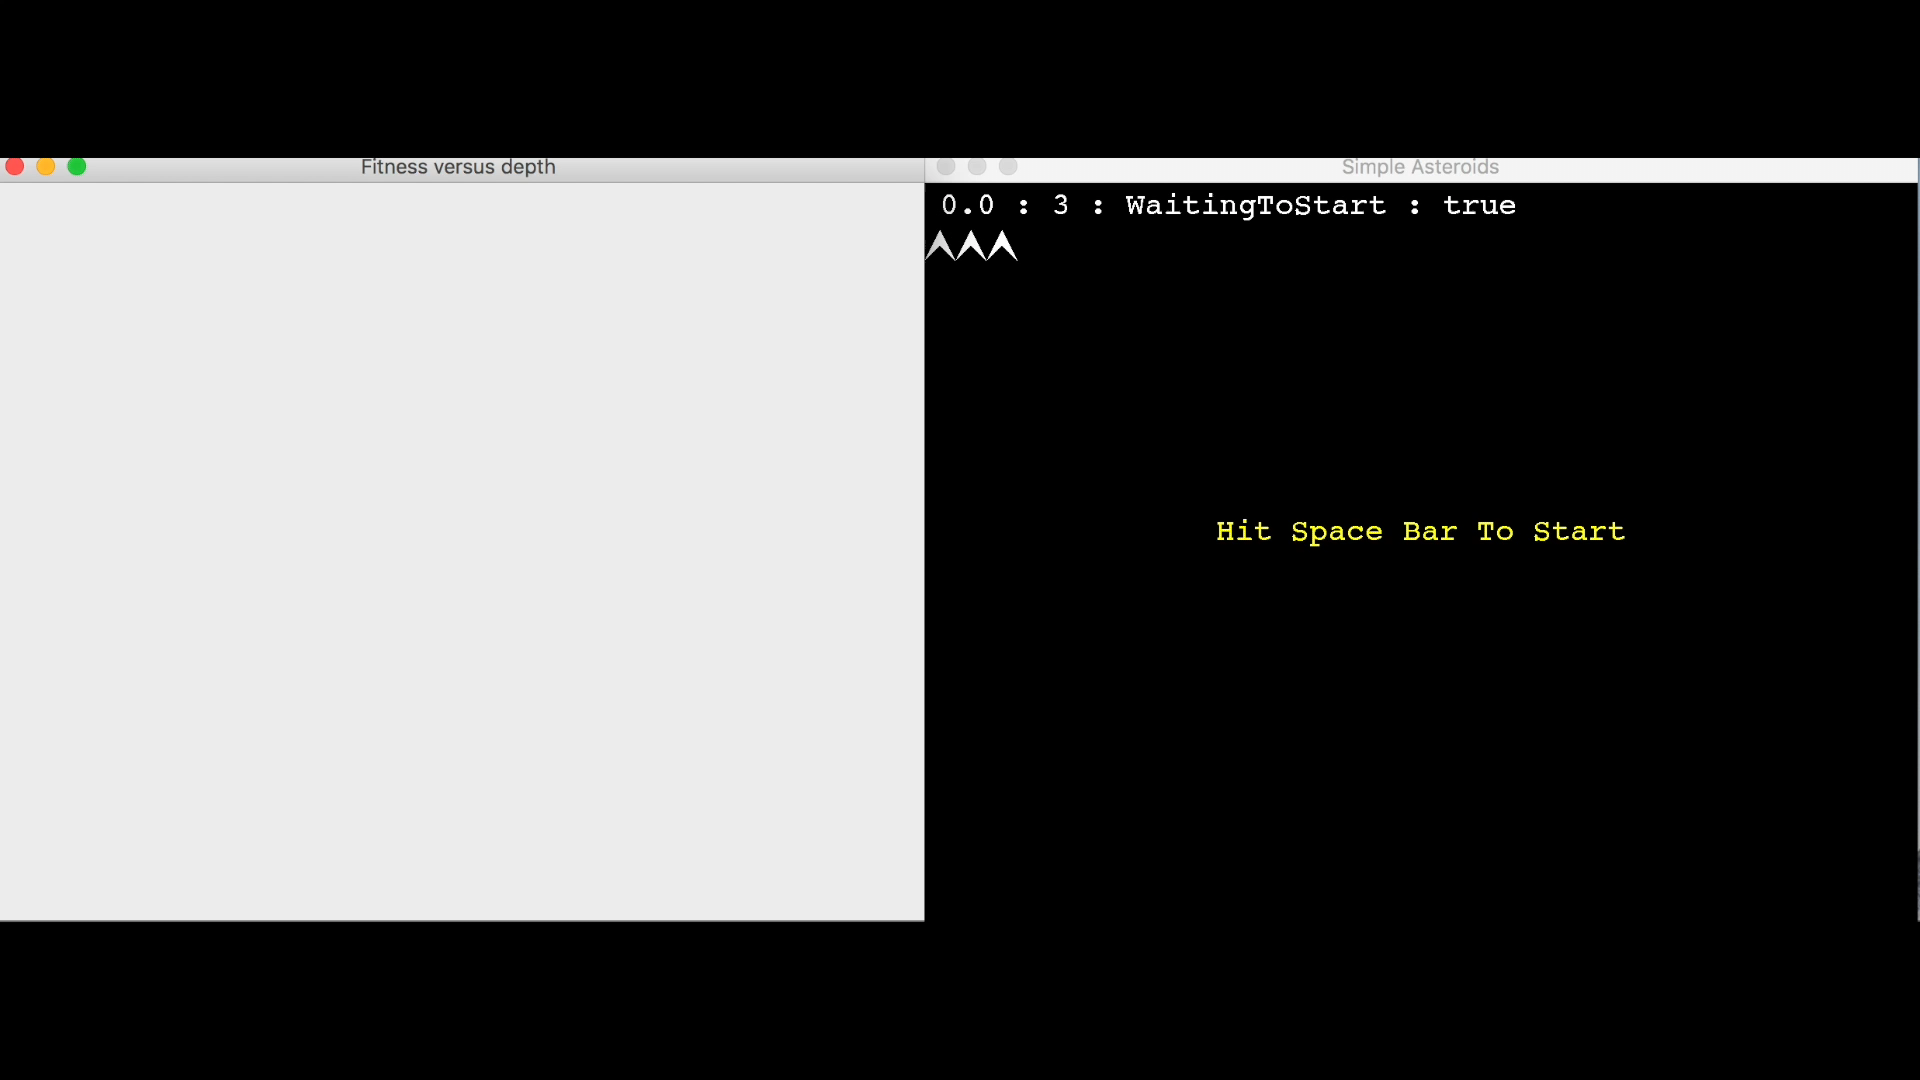 Fitness versus depth
Simple Asteroids
0.0 : 3 : WaitingToStart : true
Hit Space Bar To Start